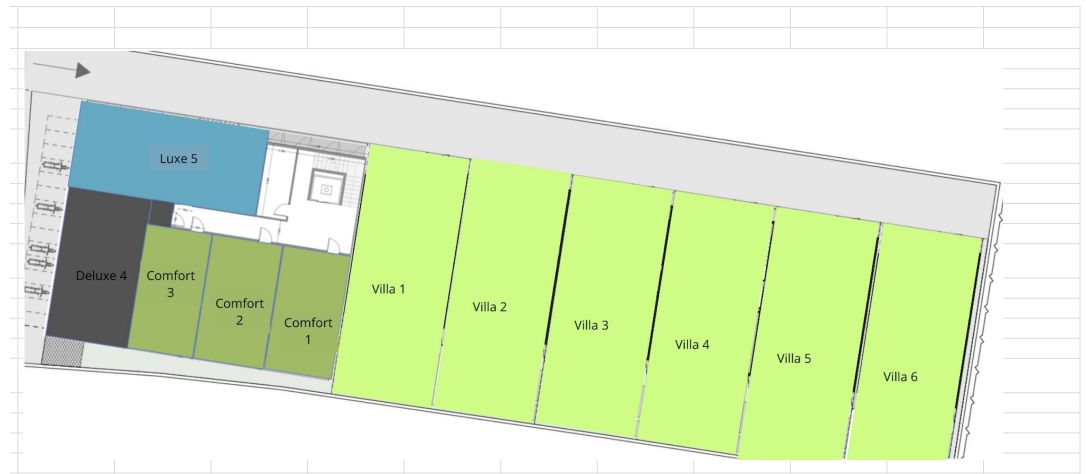 Luxe 5
Deluxe 4
Comfort
3
Comfort
2
Comfort
1
Villa 1
Villa 2
Villa 3
Villa 4
Villa 5
Villa 6